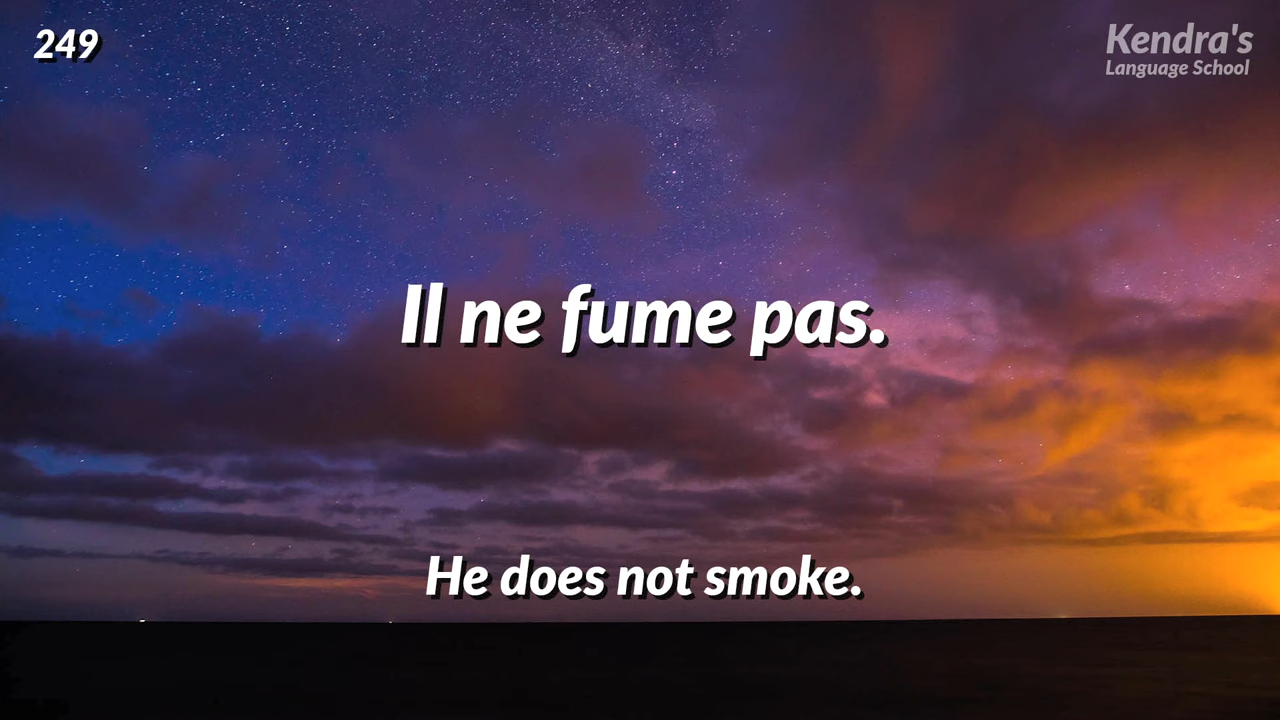 249
Kendra's
Language School
Il ne fume pas.
He does not smoke.